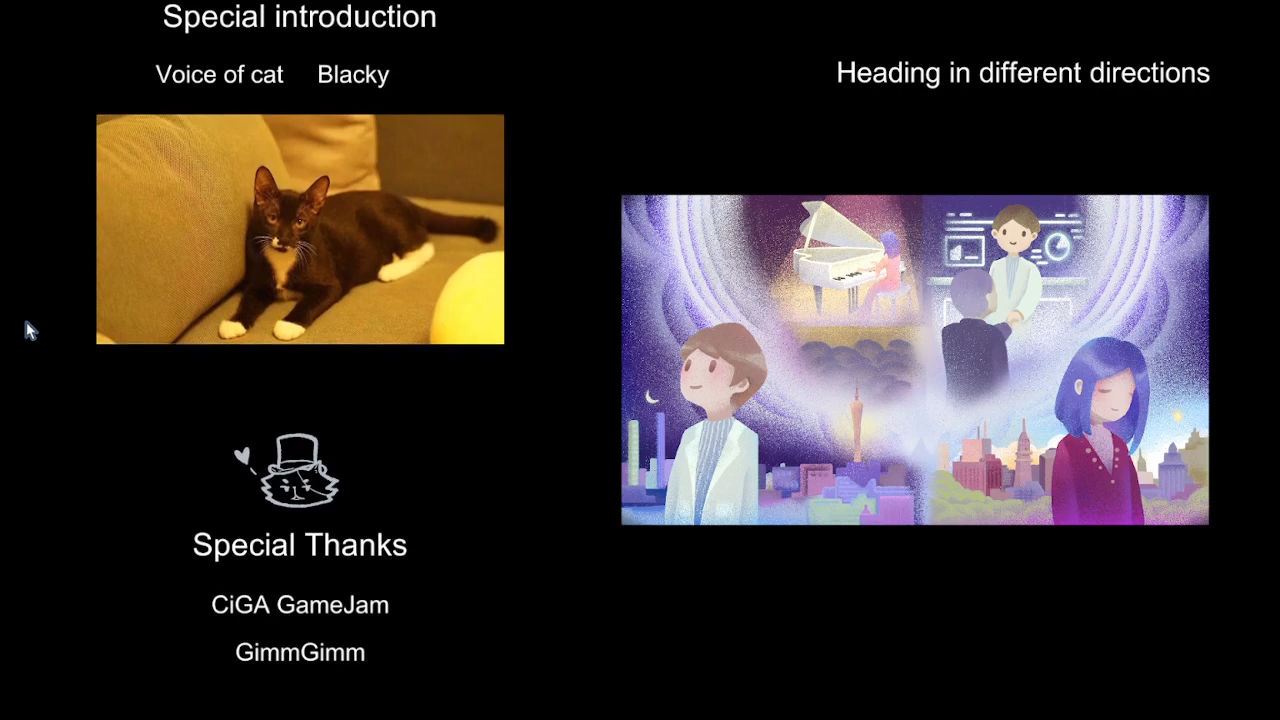 Special introduction
Voice of cat Blacky
Heading in different directions
Special Thanks
CiGA GameJam
GimmGimm